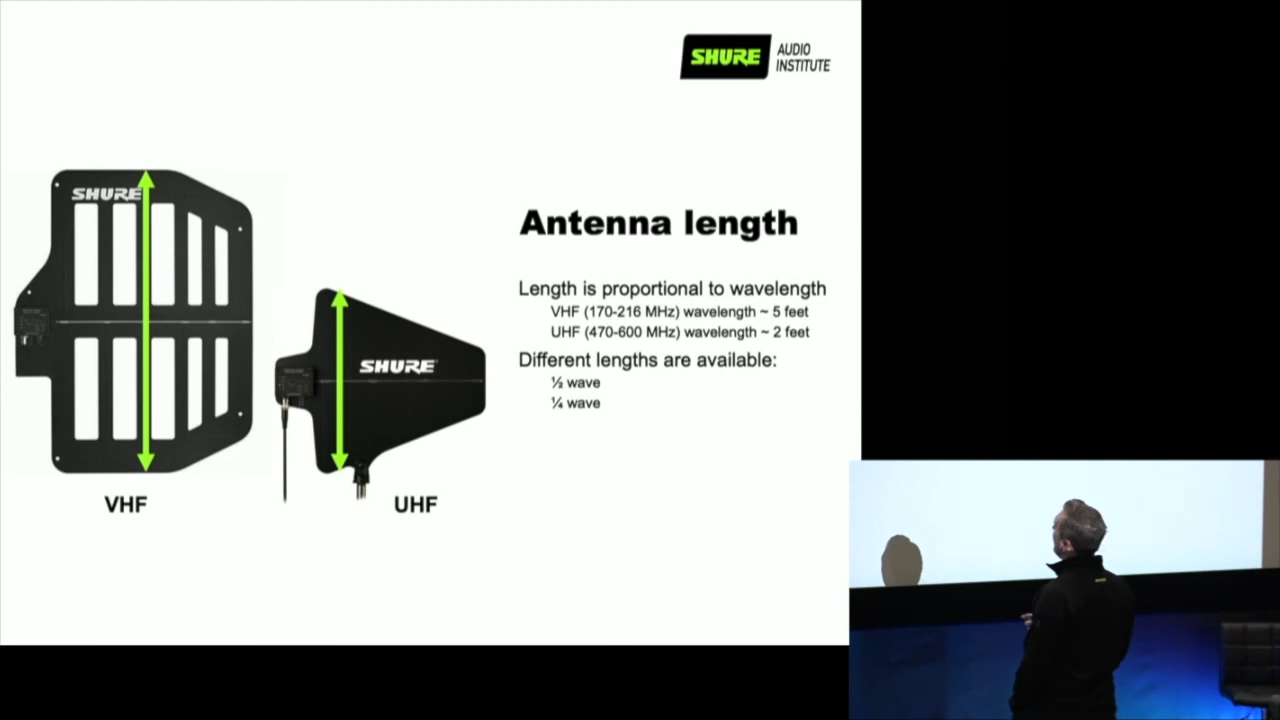 SHURE AUDIO
INSTITUTE
SHURE
Antenna length
Length is proportional to wavelength
VHF (170-216 MHz) wavelength ~ 5 feet
UHF (470-600 MHz) wavelength ~ 2 feet
SHURE
Different lengths are available:
½ wave
¼ wave
VHF
UHF